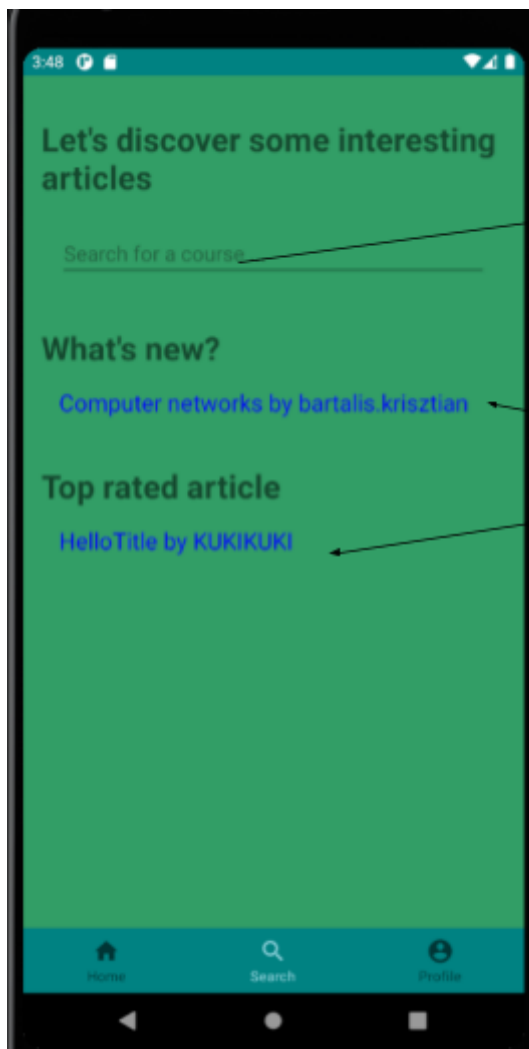 3:48
Let's discover some interesting
articles
Search for a course
What's new?
Computer networks by bartalis.krisztian
Top rated article
HelloTitle by KUKIKUKI
Home
Search
Profile